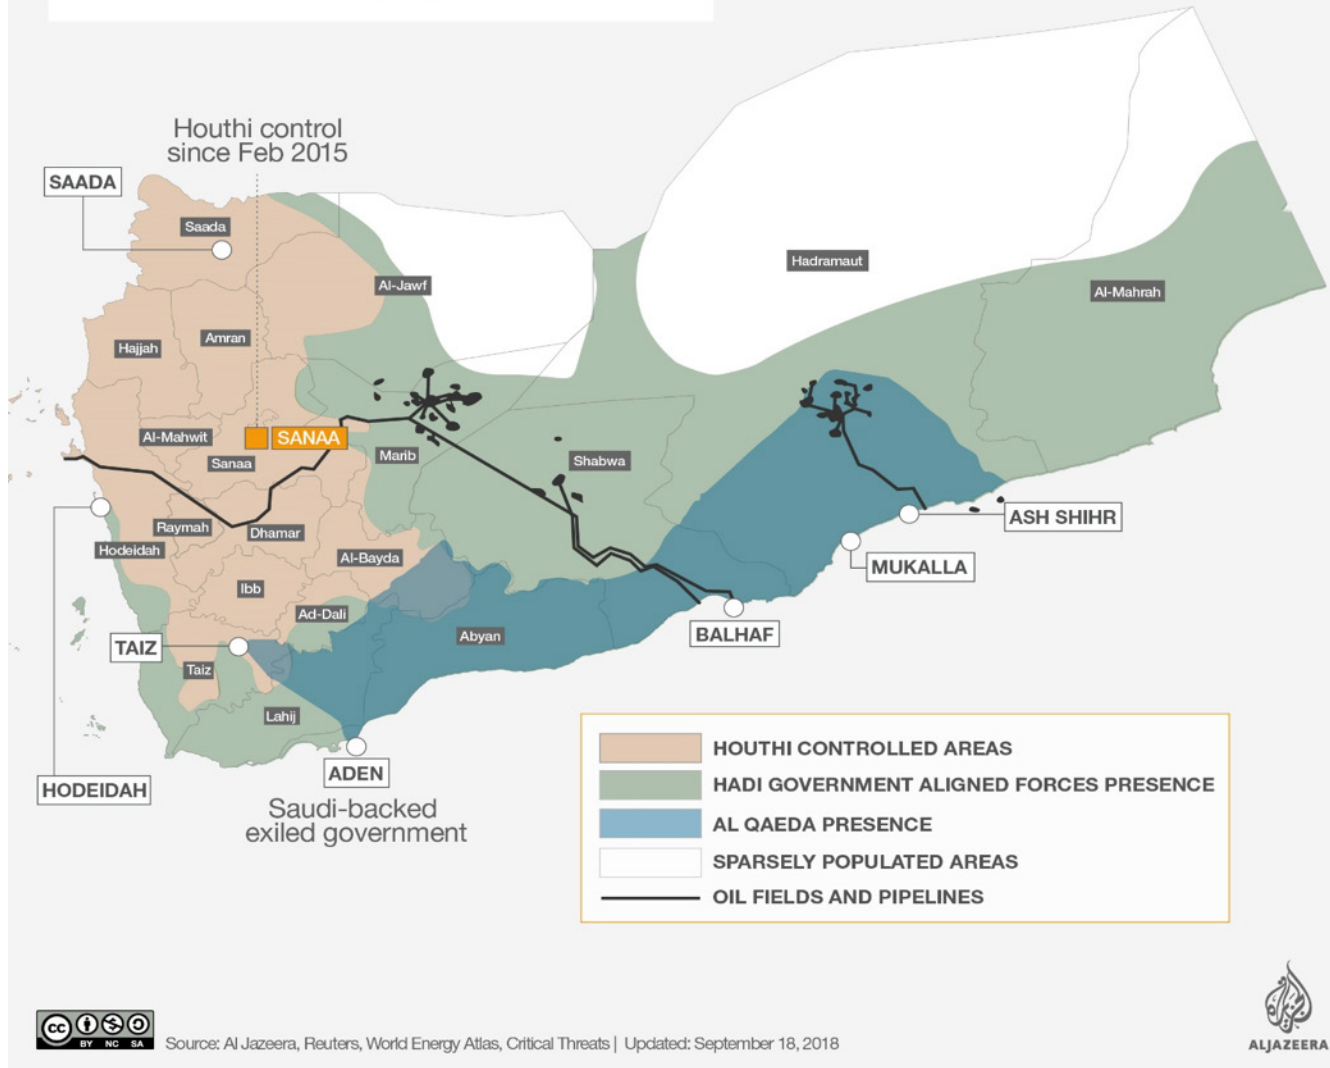 Houthi control
since Feb 2015
SAADA
Saada
Al-Jawf
Hadramaut
Al-Mahrah
Hajjah
Amran
Al-Mahwit
SANAA
Sanaa
Marib
Shabwa
Raymah
Dhamar
Hodeidah
Al-Bayda
Ibb
Ad-Dali
ASH SHIHR
MUKALLA
BALHAF
Abyan
TAIZ
Taiz
Lahij
ADEN
HODEIDAH
Saudi-backed
exiled government
HOUTHI CONTROLLED AREAS
HADI GOVERNMENT ALIGNED FORCES PRESENCE
AL QAEDA PRESENCE
SPARSELY POPULATED AREAS
OIL FIELDS AND PIPELINES
cc BY NC SA
Source: Al Jazeera, Reuters, World Energy Atlas, Critical Threats | Updated: September 18, 2018
ALJAZEERA